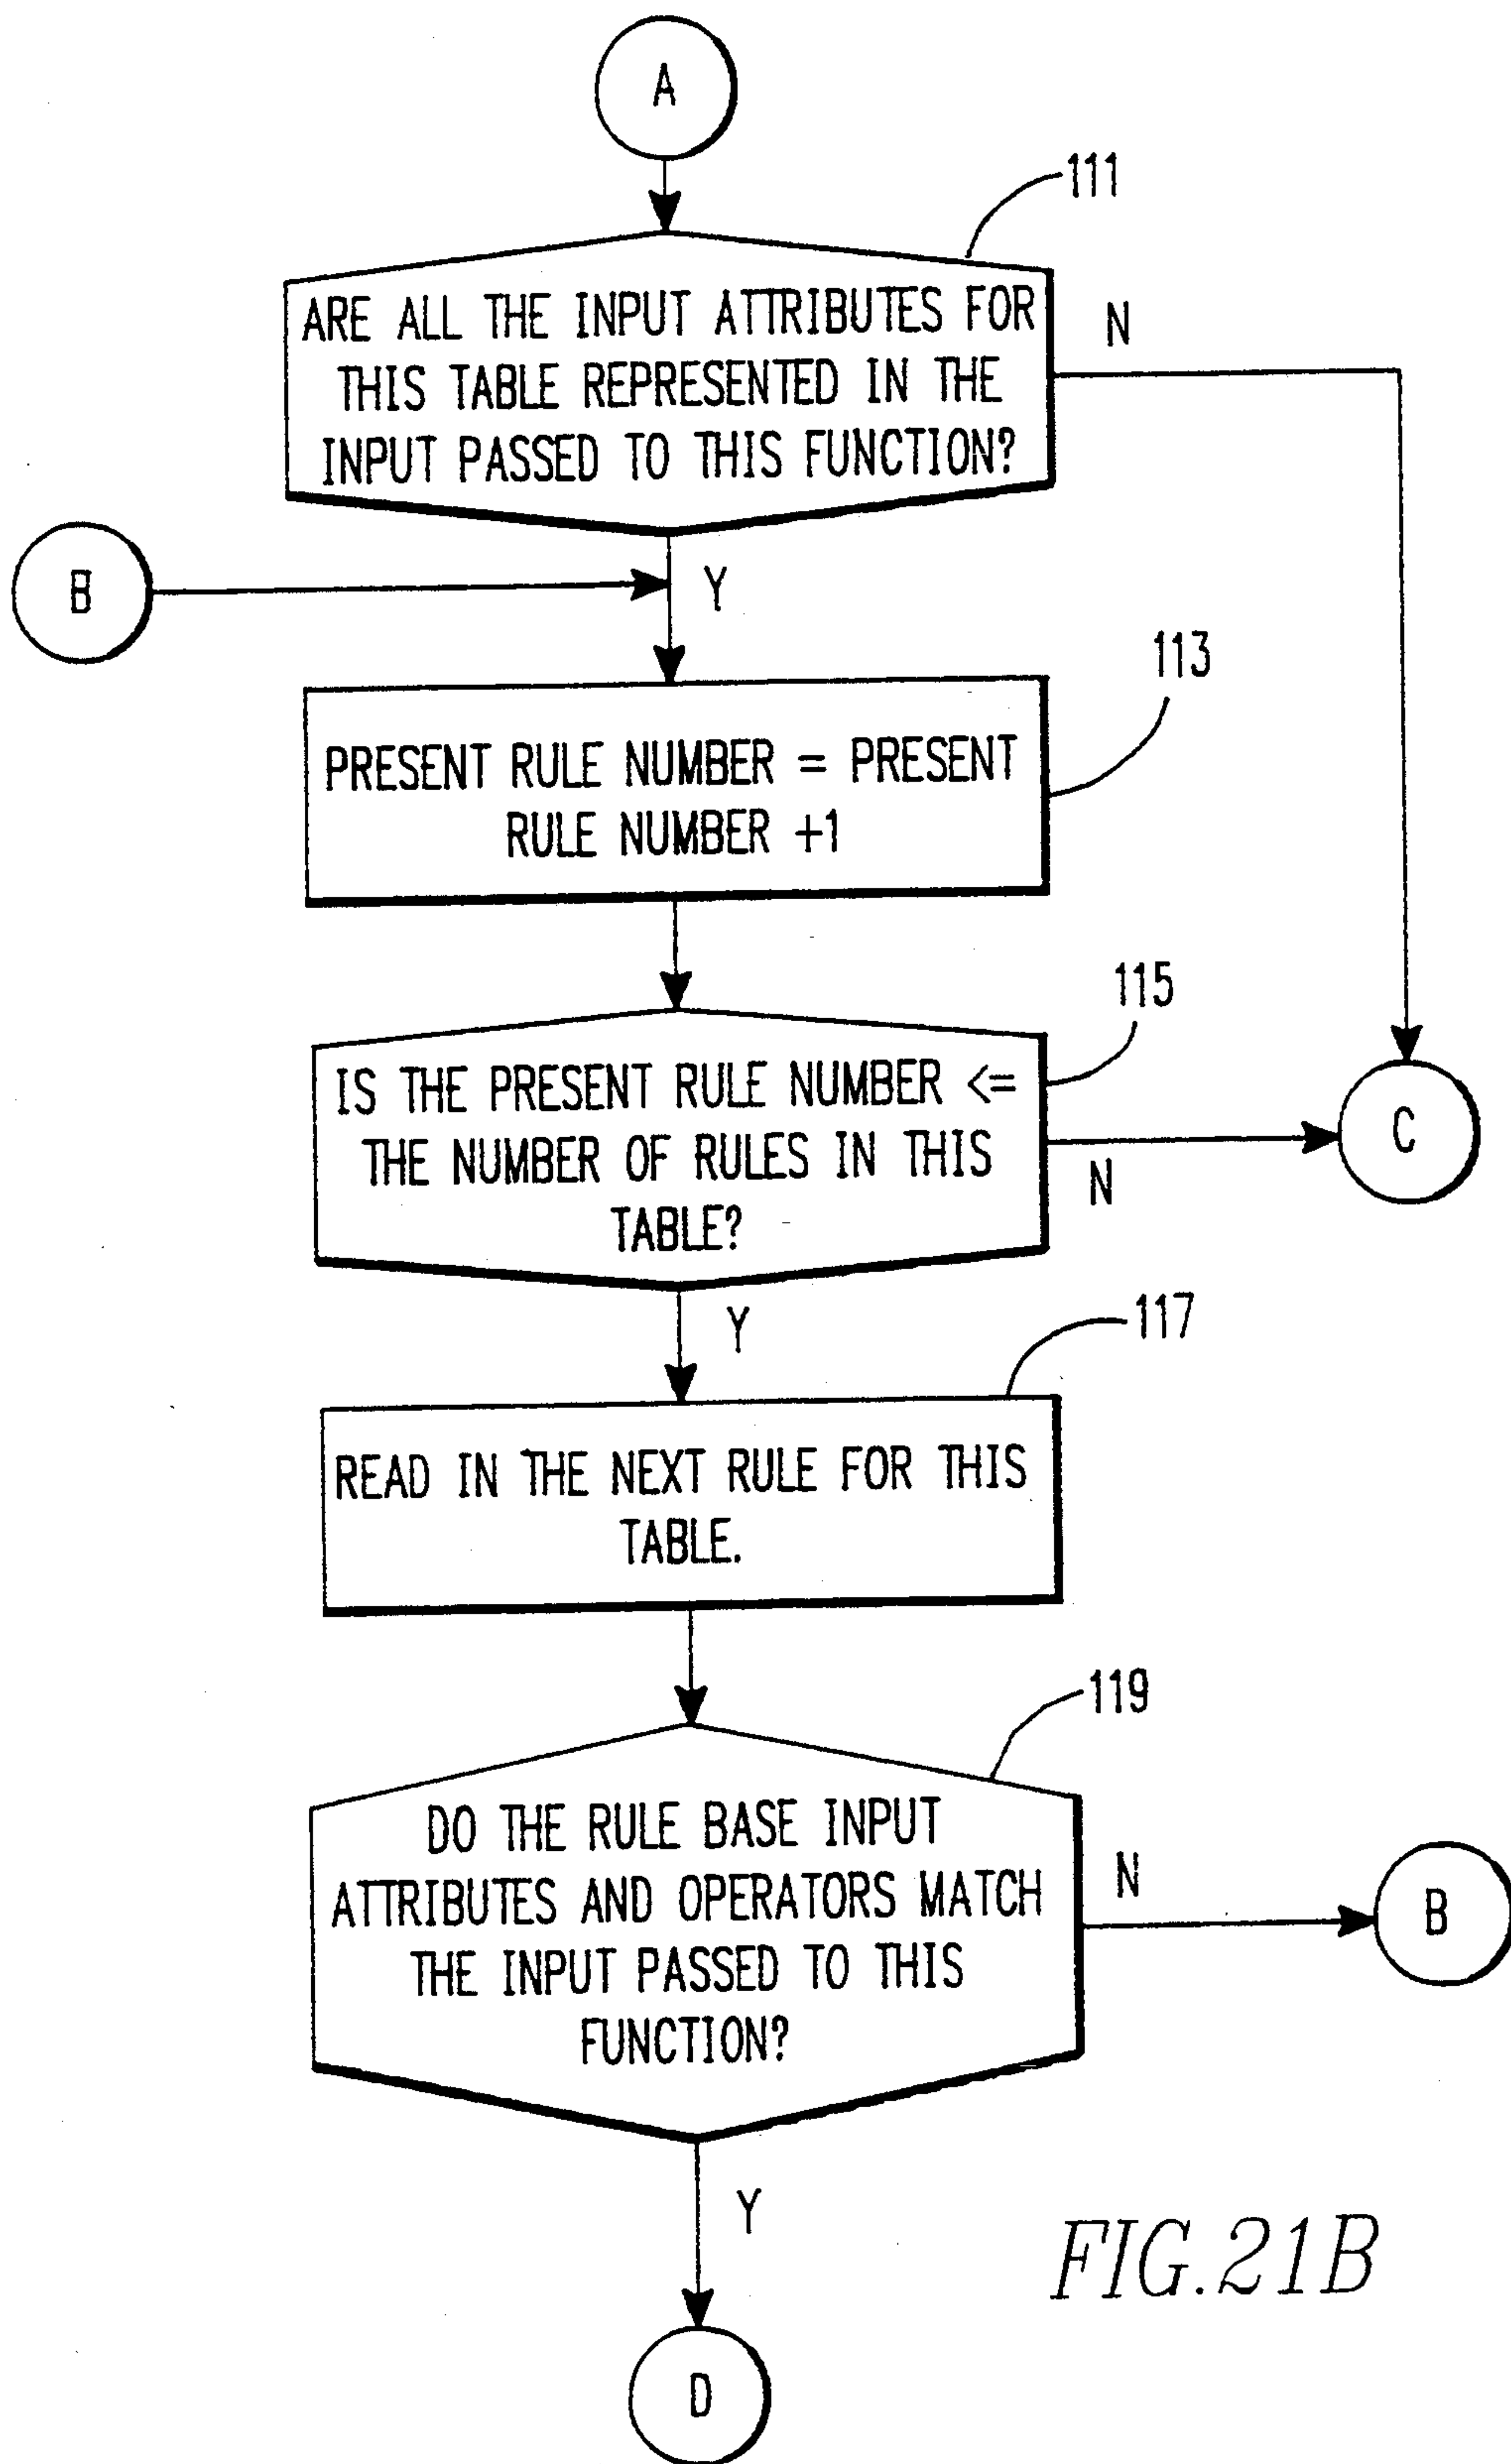 A
111
ARE ALL THE INPUT ATTRIBUTES FOR
THIS TABLE REPRESENTED IN THE
INPUT PASSED TO THIS FUNCTION?
N
B
Y
113
PRESENT RULE NUMBER = PRESENT
RULE NUMBER +1
115
IS THE PRESENT RULE NUMBER <=
THE NUMBER OF RULES IN THIS
TABLE?
N
C
Y
117
READ IN THE NEXT RULE FOR THIS
TABLE.
119
DO THE RULE BASE INPUT
ATTRIBUTES AND OPERATORS MATCH
THE INPUT PASSED TO THIS
FUNCTION?
N
B
Y
FIG.21B
D